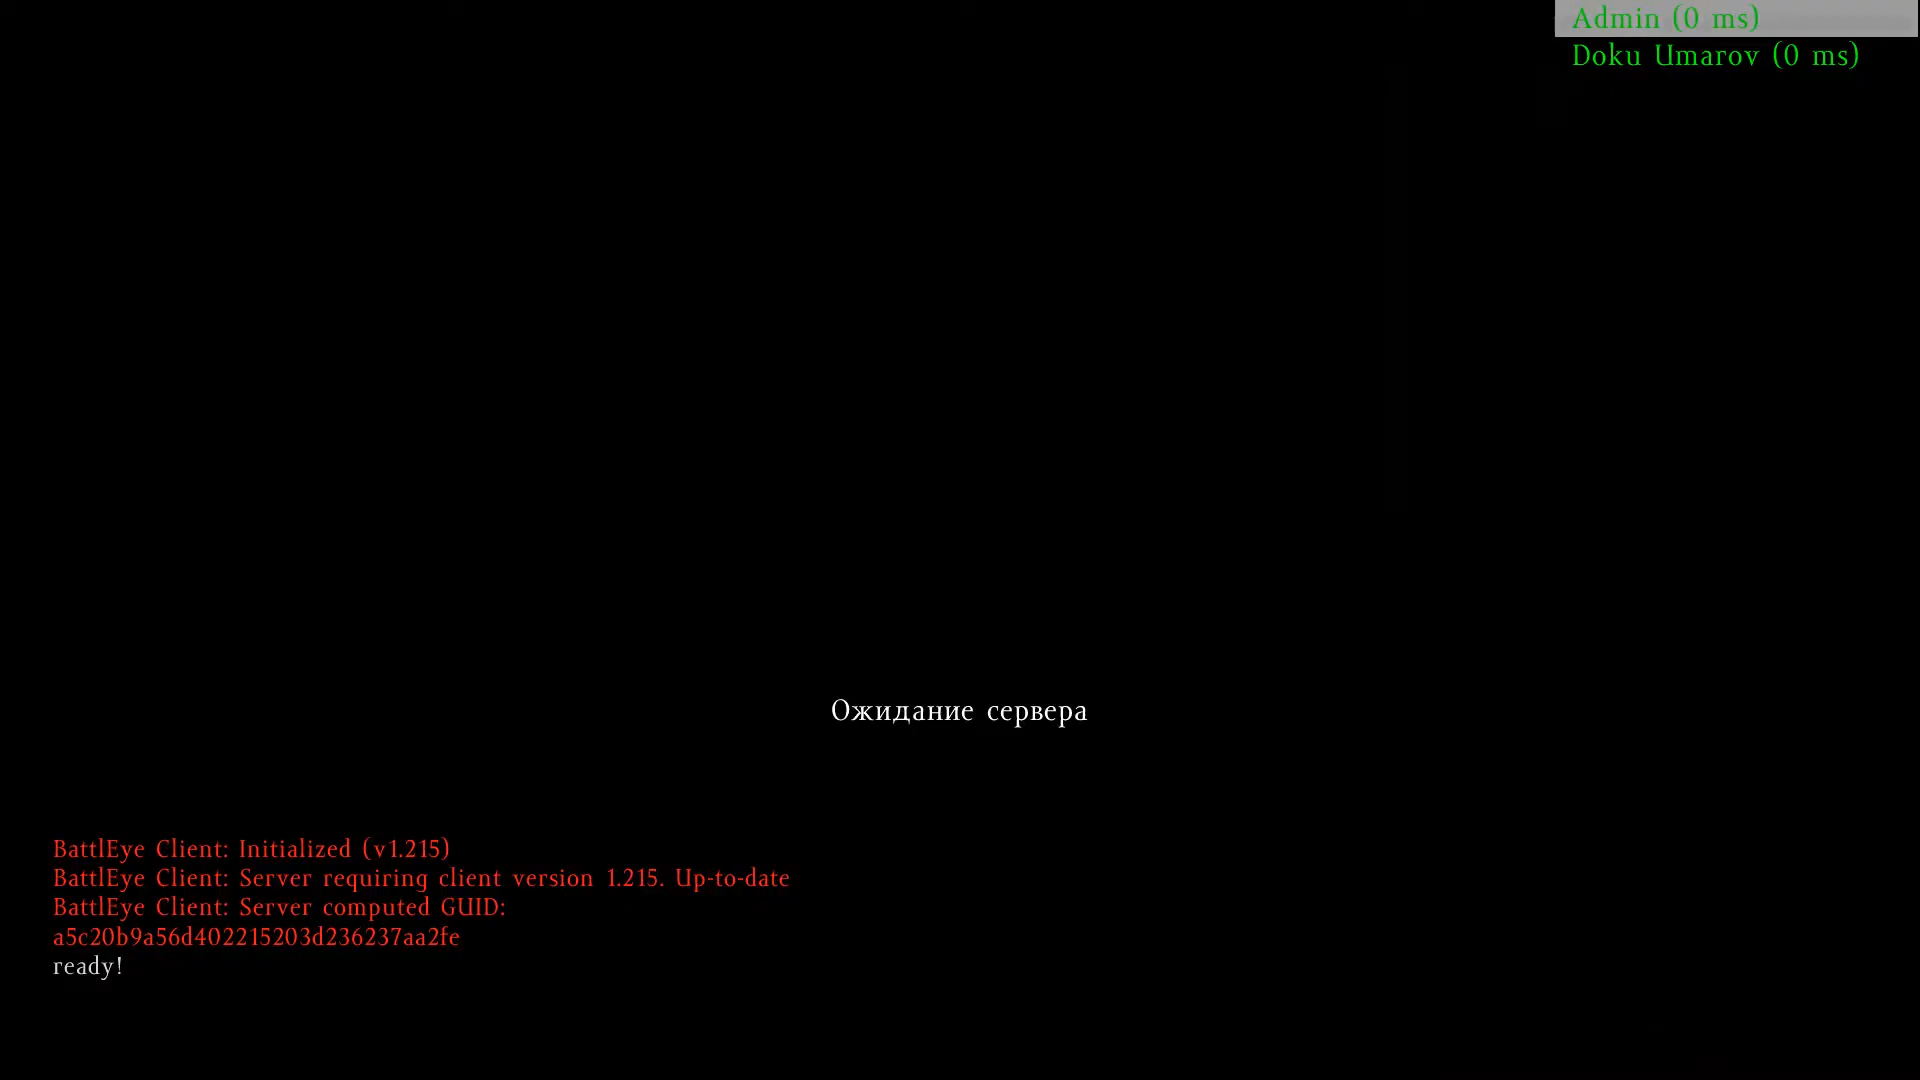 Admin (0 ms)
Doku Umarov (0 ms)
Ожидание сервера
BattlEye Client: Initialized (v1.215)
BattlEye Client: Server requiring client version 1.215. Up-to-date
BattlEye Client: Server computed GUID:
a5c20b9a56d402215203d236237aa2fe
ready!